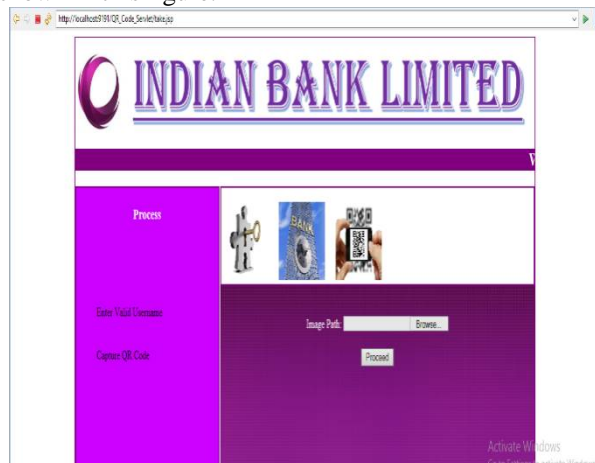 http://localhost:9191/QR_Code_Servlet/take.jsp
INDIAN BANK LIMITED
W
Process
BANK
Enter Valid Username
Image Path:
Browse...
Capture QR Code
Proceed
Activate Windows